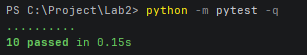 PS C:\Project\Lab2> python -m pytest -q
..........
10 passed in 0.15s